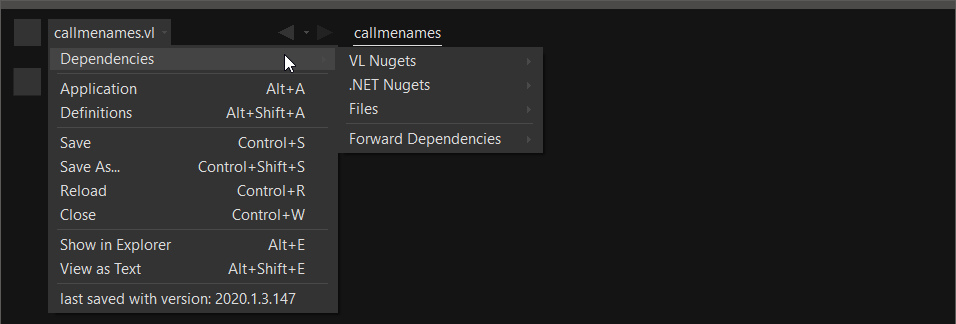 callmenames.vl
callmenames
Dependencies
Application Alt+A
Definitions Alt+Shift+A
Save Control+S
Save As... Control+Shift+S
Reload Control+R
Close Control+W
Show in Explorer Alt+E
View as Text Alt+Shift+E
last saved with version: 2020.1.3.147
VL Nugets
.NET Nugets
Files
Forward Dependencies